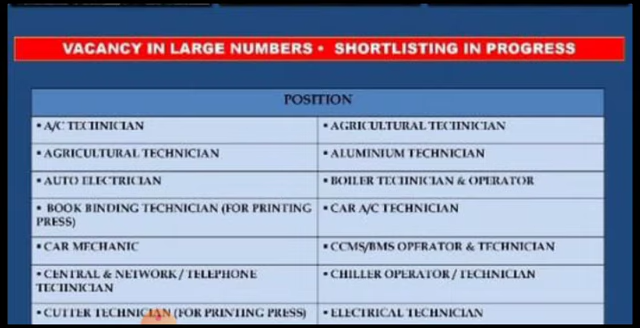 VACANCY IN LARGE NUMBERS • SHORTLISTING IN PROGRESS
POSITION
• A/C TECHNICIAN
• AGRICULTURAL TECHNICIAN
• AGRICULTURAL TECHNICIAN
• ALUMINIUM TECHNICIAN
• AUTO ELECTRICIAN
• BOILER TECHNICIAN & OPERATOR
• BOOK BINDING TECHNICIAN (FOR PRINTING
PRESS)
• CAR A/C TECHNICIAN
• CAR MECHANIC
• CCMS/BMS OPERATOR & TECHNICIAN
• CENTRAL & NETWORK / TELEPHONE
TECHNICIAN
• CHILLER OPERATOR / TECHNICIAN
• CUTTER TECHNICIAN (FOR PRINTING PRESS)
• ELECTRICAL TECHNICIAN